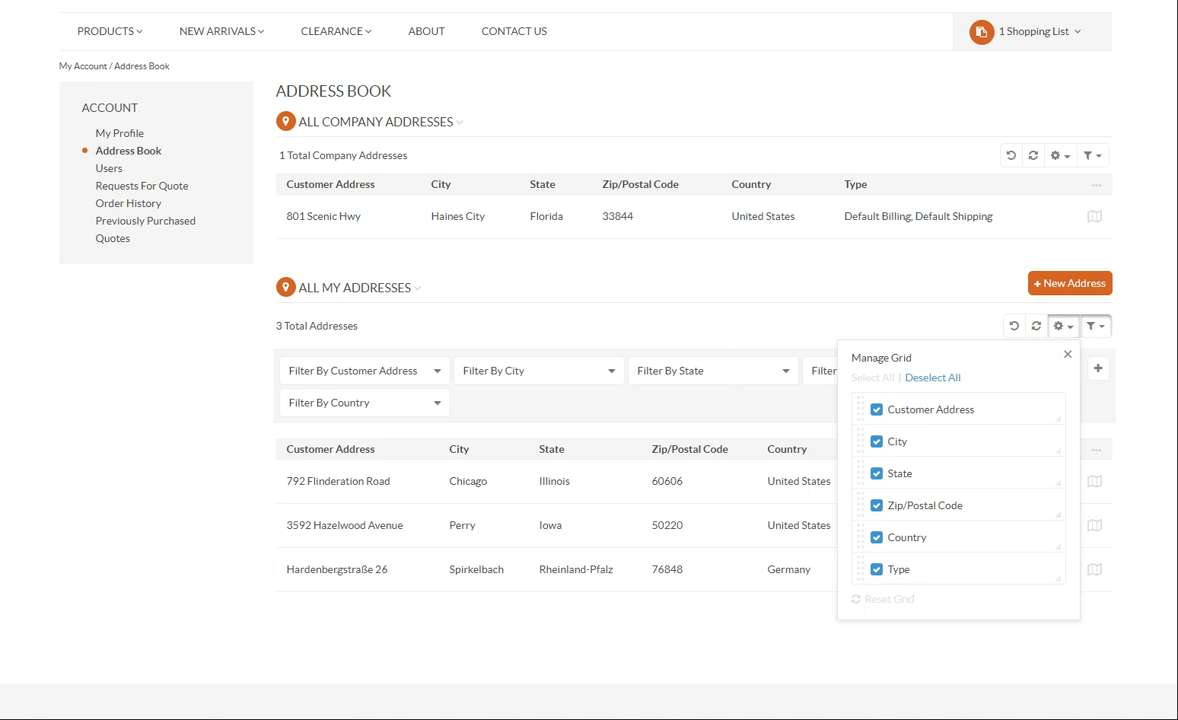 PRODUCTS NEW ARRIVALS CLEARANCE ABOUT CONTACT US 1 Shopping List
My Account / Address Book
ACCOUNT
My Profile
Address Book
Users
Requests For Quote
Order History
Previously Purchased
Quotes
ADDRESS BOOK
ALL COMPANY ADDRESSES
1 Total Company Addresses
Customer Address City State Zip/Postal Code Country Type ...
801 Scenic Hwy Haines City Florida 33844 United States Default Billing, Default Shipping
ALL MY ADDRESSES
+ New Address
3 Total Addresses
Filter By Customer Address Filter By City Filter By State Filter
Filter By Country
Customer Address City State Zip/Postal Code Country ...
792 Flinderation Road Chicago Illinois 60606 United States
3592 Hazelwood Avenue Perry Iowa 50220 United States
Hardenbergstraße 26 Spirkelbach Rheinland-Pfalz 76848 Germany
Manage Grid
Select All | Deselect All
Customer Address
City
State
Zip/Postal Code
Country
Type
Reset Grid